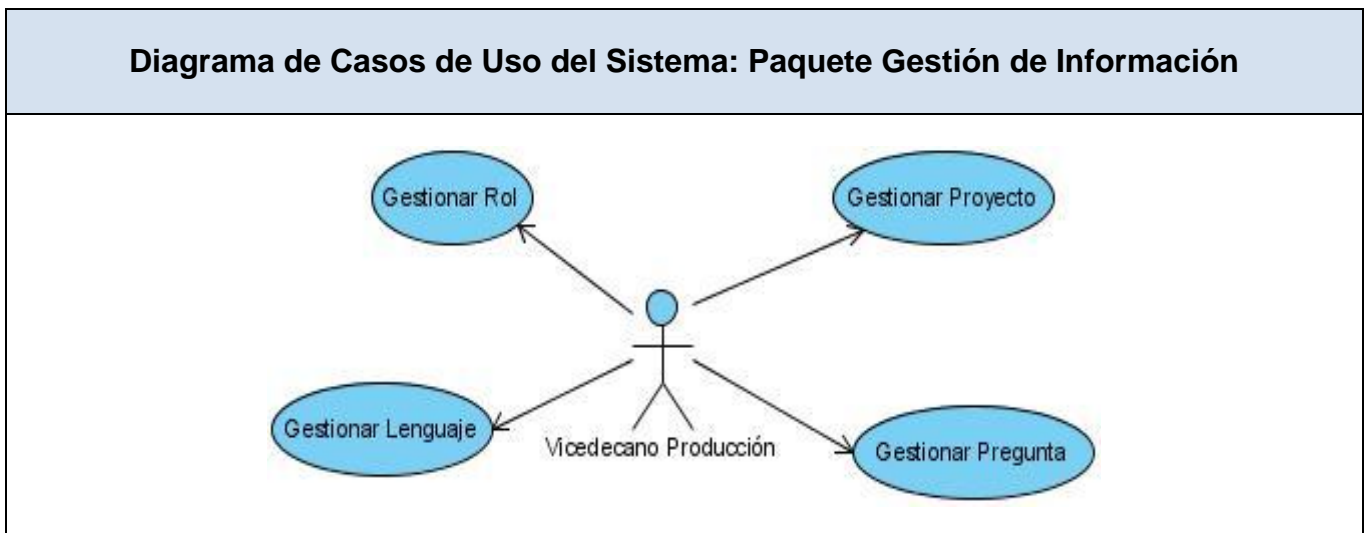 Diagrama de Casos de Uso del Sistema: Paquete Gestión de Información
Gestionar Rol
Gestionar Proyecto
Gestionar Lenguaje
Vicedecano Producción
Gestionar Pregunta